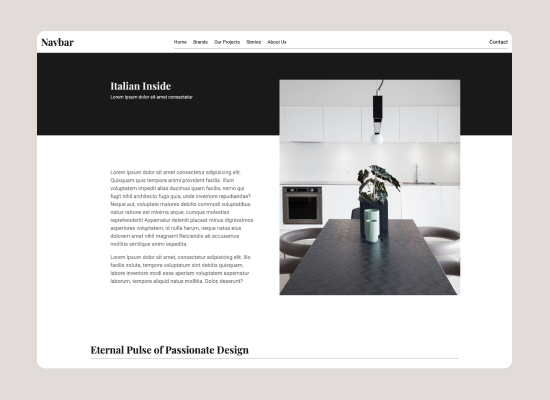 Navbar
Home Brands Our Projects Stories About Us
Contact
Italian Inside
Lorem ipsum dolor sit amet consectetur
Lorem ipsum dolor sit amet consectetur adipisicing elit.
Quisquam quis tempora animi provident facilis. Illum
voluptatem impedit alias ducimus quam facilis, nemo qui
fugit nihil architecto fuga quia, unde inventore repudiandae?
Neque aut, voluptate maiores debitis commodi voluptatibus
natus ratione est minima atque, cumque molestias
reprehenderit! Aspernatur deleniti placeat minus dignissimos
asperiores voluptatem, id nulla harum, neque natus eius
dolorem amet nihil magnam! Reiciendis ab accusamus
mollitia similique animi expedita.
Lorem ipsum dolor sit amet, consectetur adipisicing elit. Illo
facilis soluta, tempora voluptatum sint debitis quisquam,
labore inventore modi esse aperiam voluptatem aspernatur
ratione aliquid natus mollitia. Dolor, deserunt?
Eternal Pulse of Passionate Design